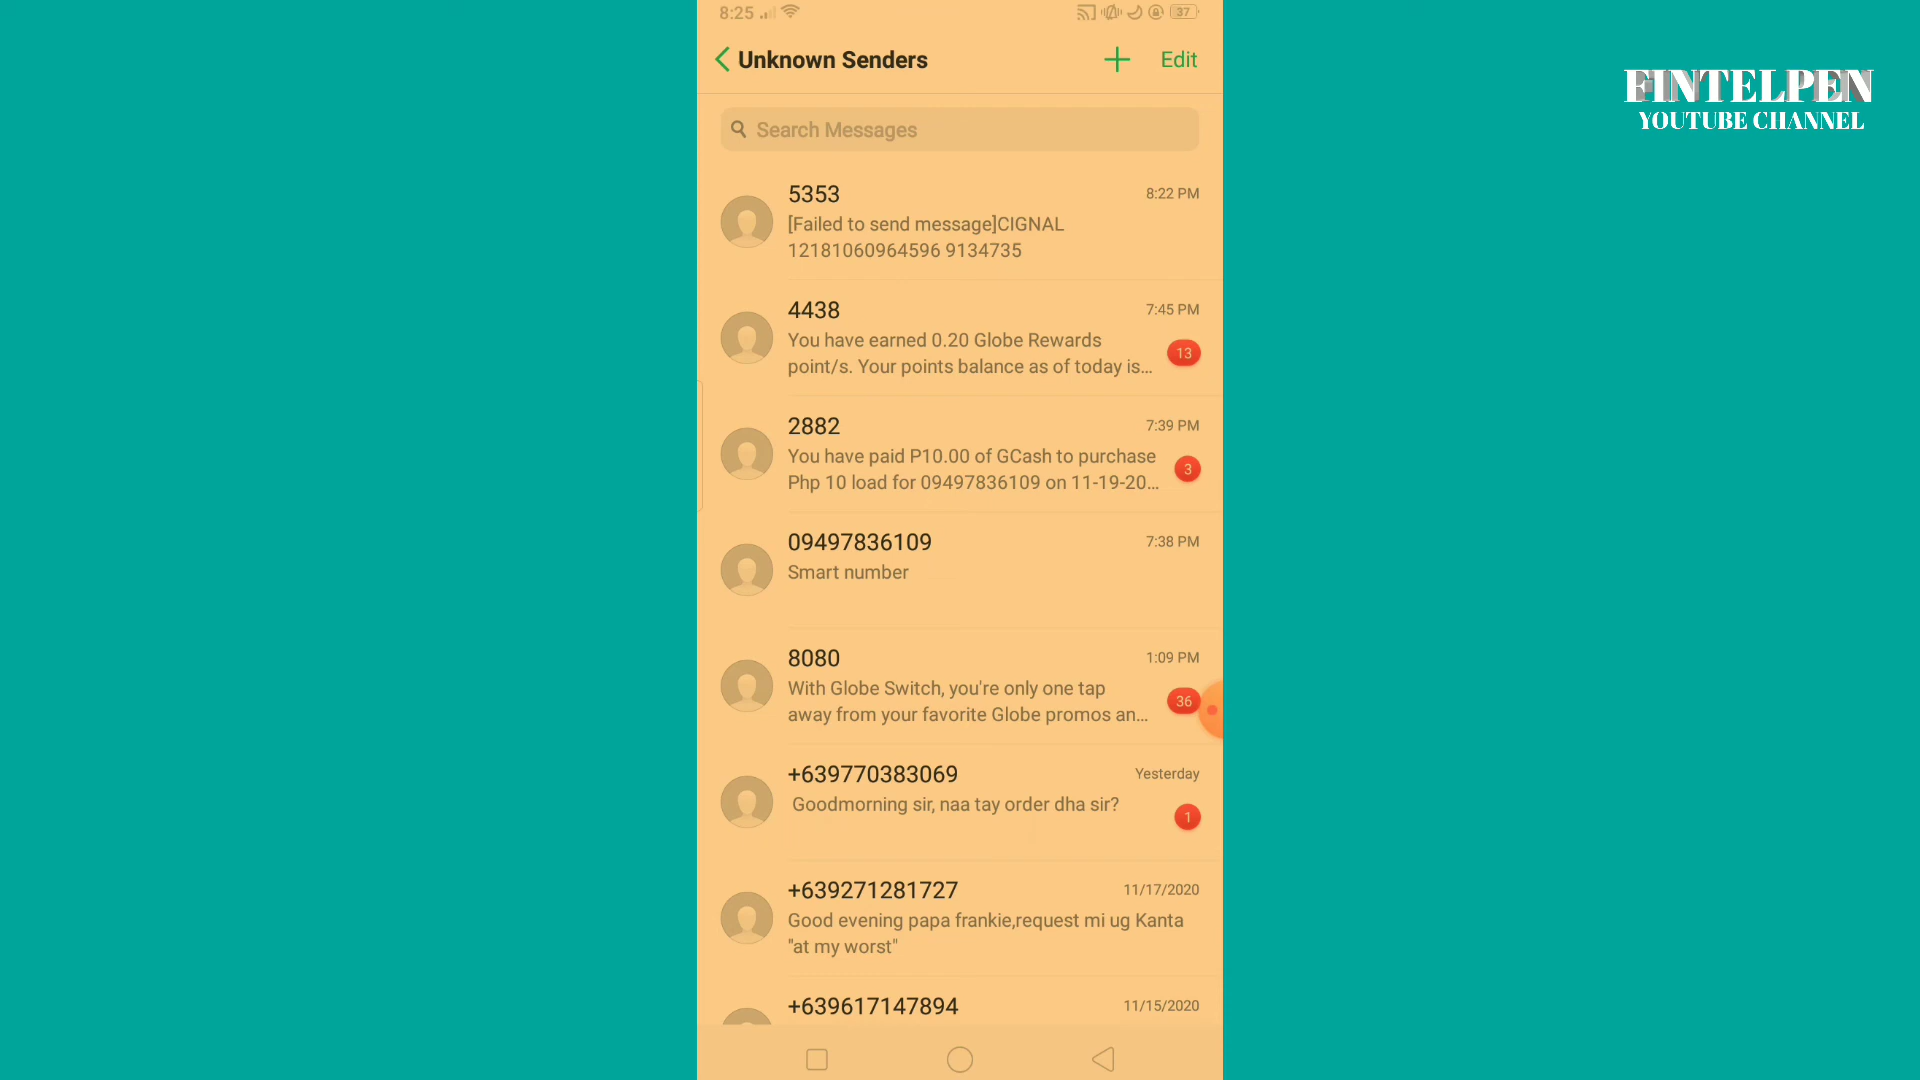 8:25
37
Unknown Senders
Edit
FINTELPEN
YOUTUBE CHANNEL
Search Messages
5353
8:22 PM
[Failed to send message]CIGNAL
12181060964596 9134735
4438
7:45 PM
You have earned 0.20 Globe Rewards
point/s. Your points balance as of today is...
13
2882
7:39 PM
You have paid P10.00 of GCash to purchase
Php 10 load for 09497836109 on 11-19-20...
3
09497836109
7:38 PM
Smart number
8080
1:09 PM
With Globe Switch, you're only one tap
away from your favorite Globe promos an...
36
+639770383069
Yesterday
Goodmorning sir, naa tay order dha sir?
1
+639271281727
11/17/2020
Good evening papa frankie,request mi ug Kanta
"at my worst"
+639617147894
11/15/2020